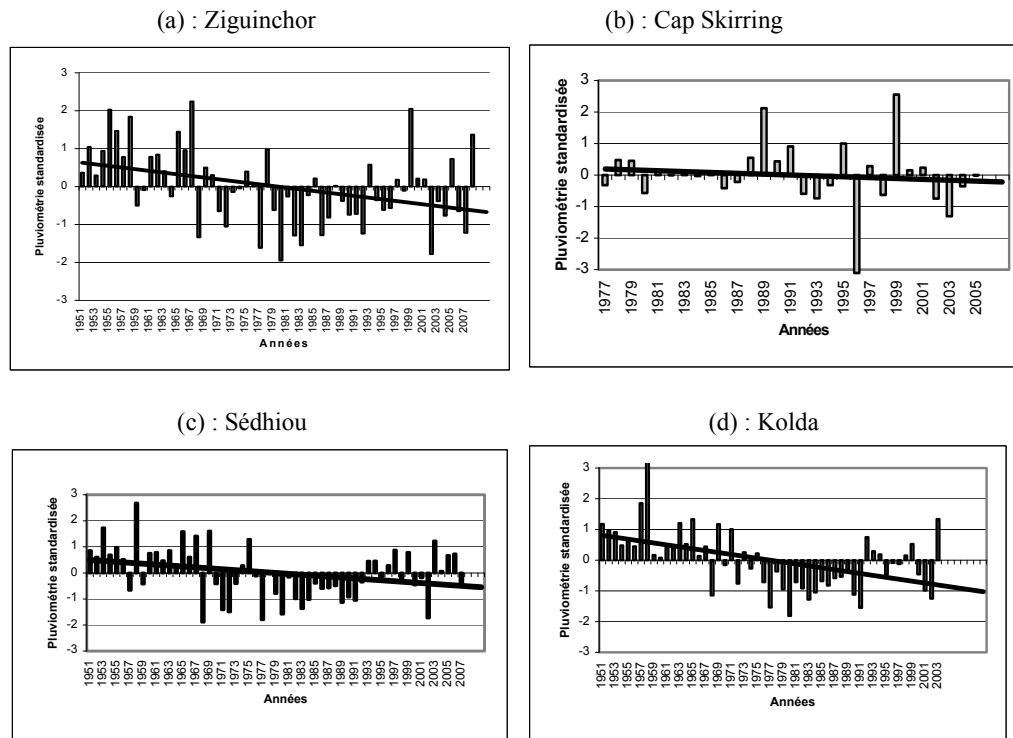 (a) : Ziguinchor
Pluviométrie standardisée
3
2
1
0
-1
-2
-3
1951 1953 1955 1957 1959 1961 1963 1965 1967 1969 1971 1973 1975 1977 1979 1981 1983 1985 1987 1989 1991 1993 1995 1997 1999 2001 2003 2005 2007
Années
(b) : Cap Skirring
Pluviométrie standardisée
3
2
1
0
-1
-2
-3
1977 1979 1981 1983 1985 1987 1989 1991 1993 1995 1997 1999 2001 2003 2005
Années
(c) : Sédhiou
Pluviométrie standardisée
3
2
1
0
-1
-2
-3
1951 1953 1955 1957 1959 1961 1963 1965 1967 1969 1971 1973 1975 1977 1979 1981 1983 1985 1987 1989 1991 1993 1995 1997 1999 2001 2003 2005 2007
Années
(d) : Kolda
Pluviométrie standardisée
3
2
1
0
-1
-2
-3
1951 1953 1955 1957 1959 1961 1963 1965 1967 1969 1971 1973 1975 1977 1979 1981 1983 1985 1987 1989 1991 1993 1995 1997 1999 2001 2003
Années